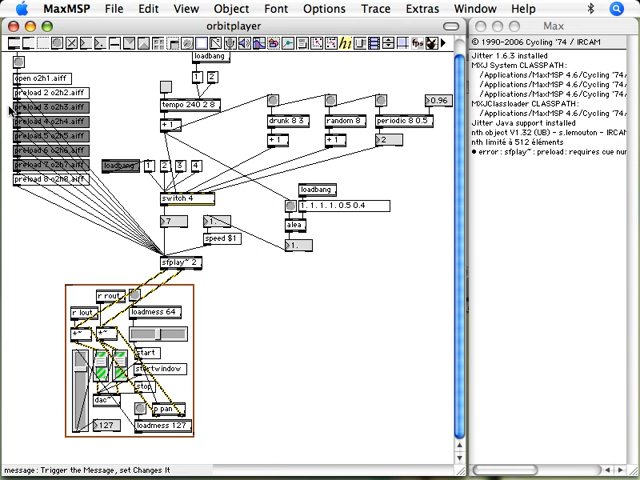 MaxMSP File Edit View Object Font Options Trace Extras Window Help
orbitplayer
Max
loadbang
1 2
open o2h1.aiff
preload 2 o2h2.aiff
preload 3 o2h3.aiff
preload 4 o2h4.aiff
preload 5 o2h5.aiff
preload 6 o2h6.aiff
preload 7 o2h7.aiff
preload 8 o2h8.aiff
tempo 240 2 8
+ 1
drunk 8 3
random 8
periodic 8 0.5
0.96
+ 1
+ 1
2
loadbang
1 2 3 4
switch 4
7
1.
speed $1
sfplay~ 2
loadbang
1. 1. 1. 1. 0.5 0.4
alea
1.
r rout
r lout
loadmess 64
*~
*~
start
startwindow
stop
dac~
p pan
127
loadmess 127
message: Trigger the Message, set Changes It
© 1990-2006 Cycling '74 / IRCAM
Jitter 1.6.3 installed
MXJ System CLASSPATH:
/Applications/MaxMSP 4.6/Cycling '74/
/Applications/MaxMSP 4.6/Cycling '74/
/Applications/MaxMSP 4.6/Cycling '74/
MXJClassloader CLASSPATH:
/Applications/MaxMSP 4.6/Cycling '74/
Jitter Java support installed
nth object V1.32 (UB) - s.lemouton - IRCAM
nth limité à 512 éléments
• error: sfplay~: preload: requires cue nu